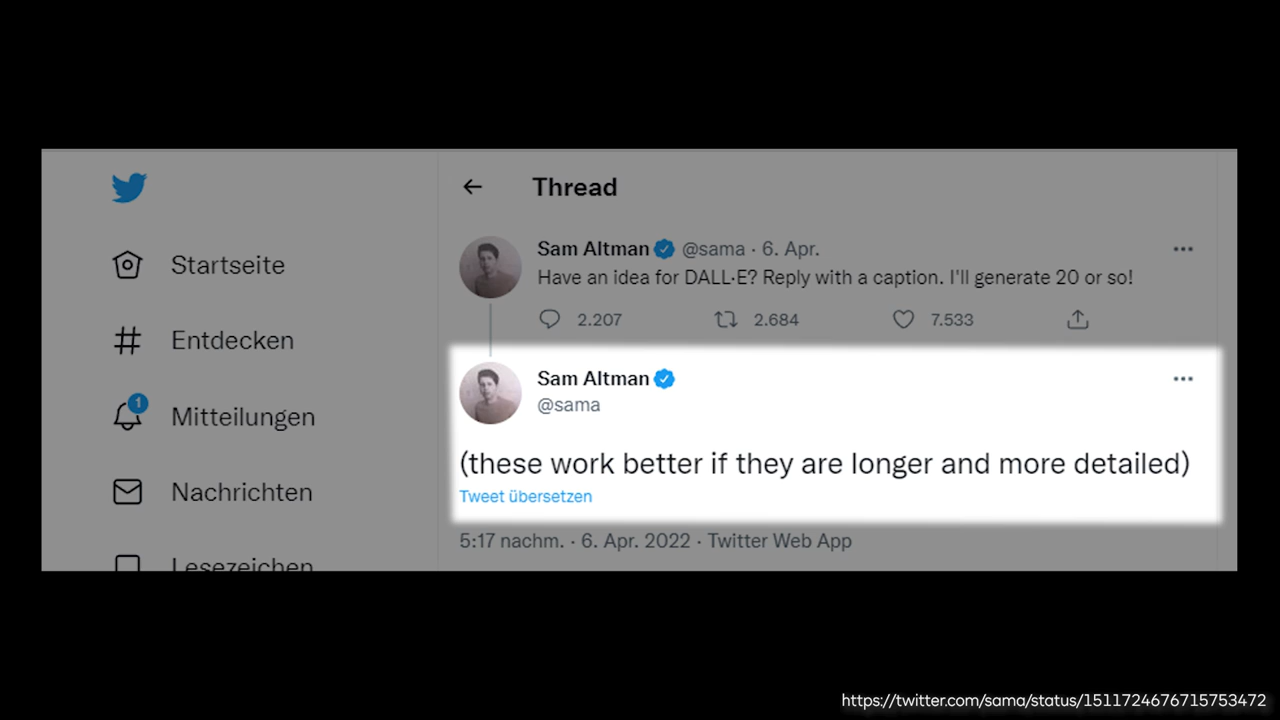 Thread
Startseite
Entdecken
1
Mitteilungen
Nachrichten
Lesezeichen
Sam Altman @sama · 6. Apr.
Have an idea for DALL·E? Reply with a caption. I'll generate 20 or so!
2.207 2.684 7.533
Sam Altman
@sama
(these work better if they are longer and more detailed)
Tweet übersetzen
5:17 nachm. · 6. Apr. 2022 · Twitter Web App
https://twitter.com/sama/status/1511724676715753472